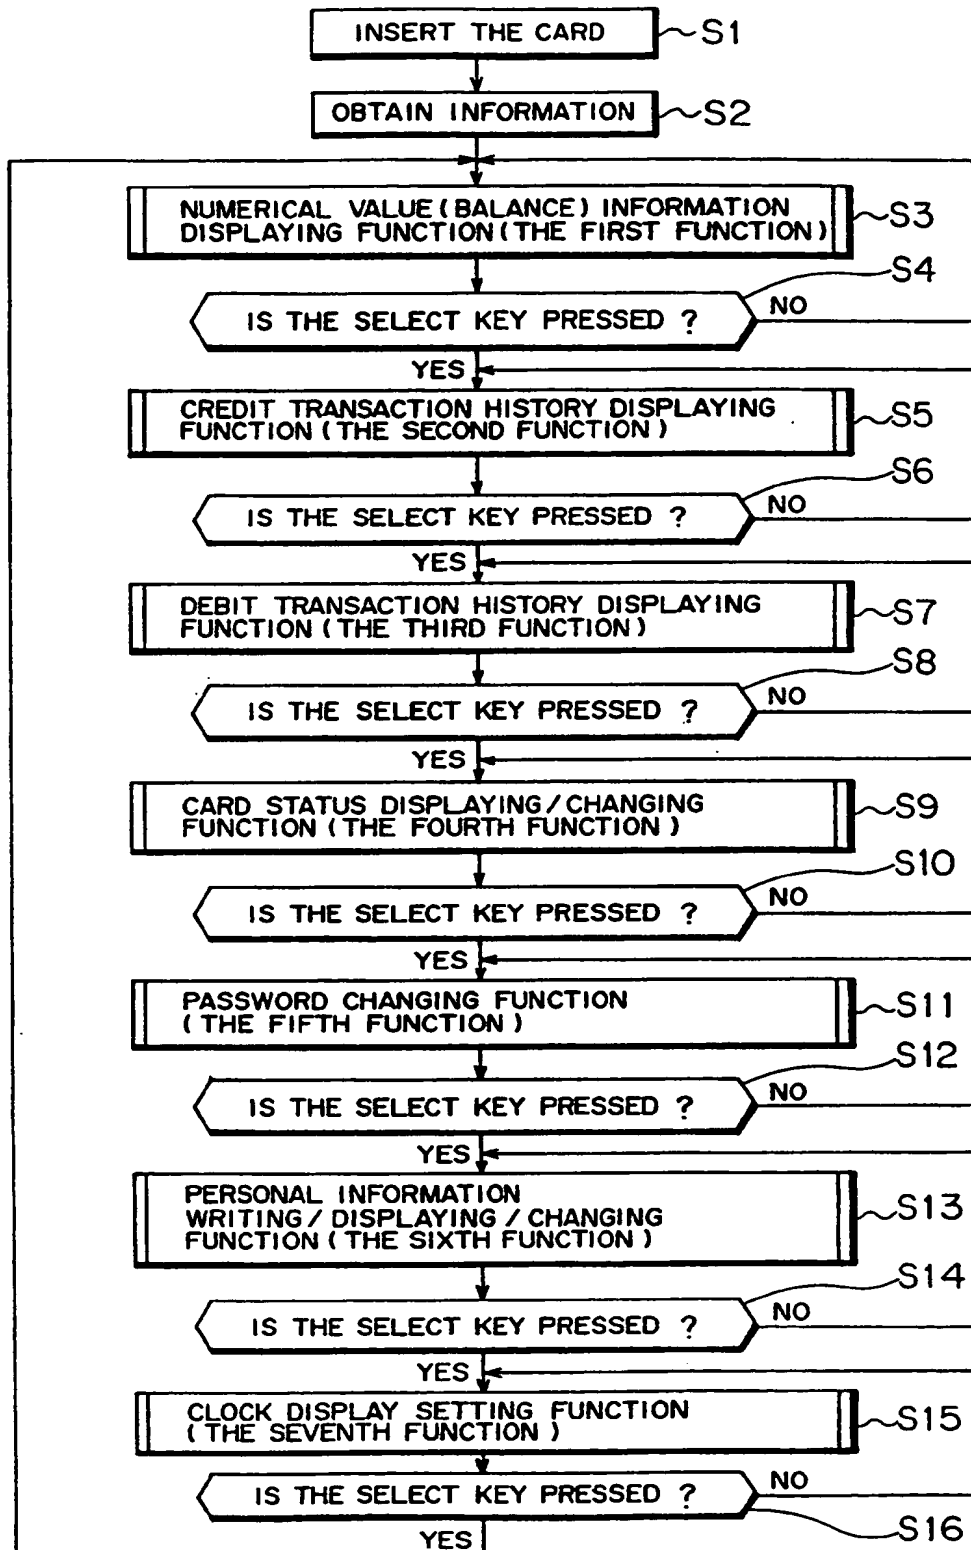 INSERT THE CARD S1
OBTAIN INFORMATION S2
NUMERICAL VALUE (BALANCE) INFORMATION
DISPLAYING FUNCTION (THE FIRST FUNCTION) S3
S4
IS THE SELECT KEY PRESSED ? NO
YES
CREDIT TRANSACTION HISTORY DISPLAYING
FUNCTION (THE SECOND FUNCTION) S5
S6
IS THE SELECT KEY PRESSED ? NO
YES
DEBIT TRANSACTION HISTORY DISPLAYING
FUNCTION (THE THIRD FUNCTION) S7
S8
IS THE SELECT KEY PRESSED ? NO
YES
CARD STATUS DISPLAYING/CHANGING
FUNCTION (THE FOURTH FUNCTION) S9
S10
IS THE SELECT KEY PRESSED ? NO
YES
PASSWORD CHANGING FUNCTION
(THE FIFTH FUNCTION) S11
S12
IS THE SELECT KEY PRESSED ? NO
YES
PERSONAL INFORMATION
WRITING/DISPLAYING/CHANGING S13
FUNCTION (THE SIXTH FUNCTION)
S14
IS THE SELECT KEY PRESSED ? NO
YES
CLOCK DISPLAY SETTING FUNCTION
(THE SEVENTH FUNCTION) S15
IS THE SELECT KEY PRESSED ? NO
S16
YES